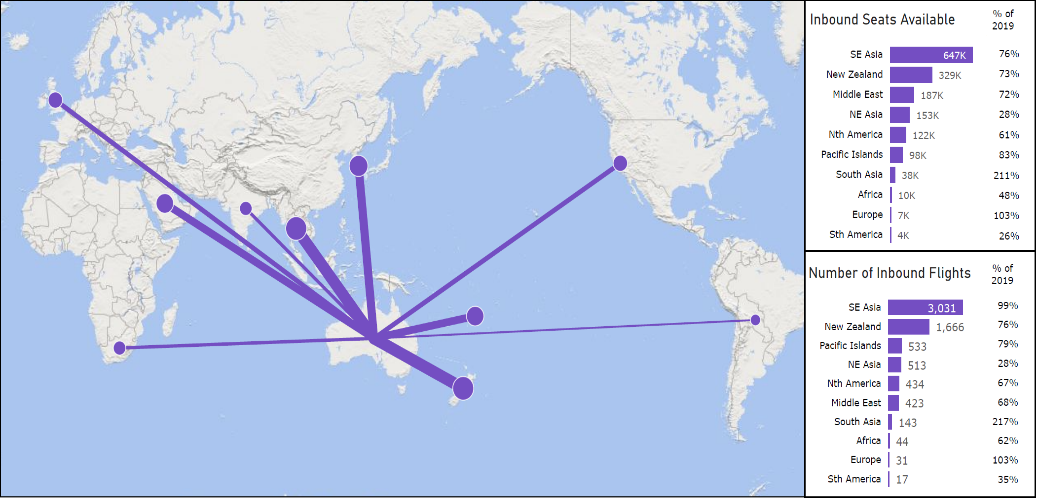 Inbound Seats Available % of
2019
SE Asia 647K 76%
New Zealand 329K 73%
Middle East 187K 72%
NE Asia 153K 28%
Nth America 122K 61%
Pacific Islands 98K 83%
South Asia 38K 211%
Africa 10K 48%
Europe 7K 103%
Sth America 4K 26%
Number of Inbound Flights % of
2019
SE Asia 3,031 99%
New Zealand 1,666 76%
Pacific Islands 533 79%
NE Asia 513 28%
Nth America 434 67%
Middle East 423 68%
South Asia 143 217%
Africa 44 62%
Europe 31 103%
Sth America 17 35%